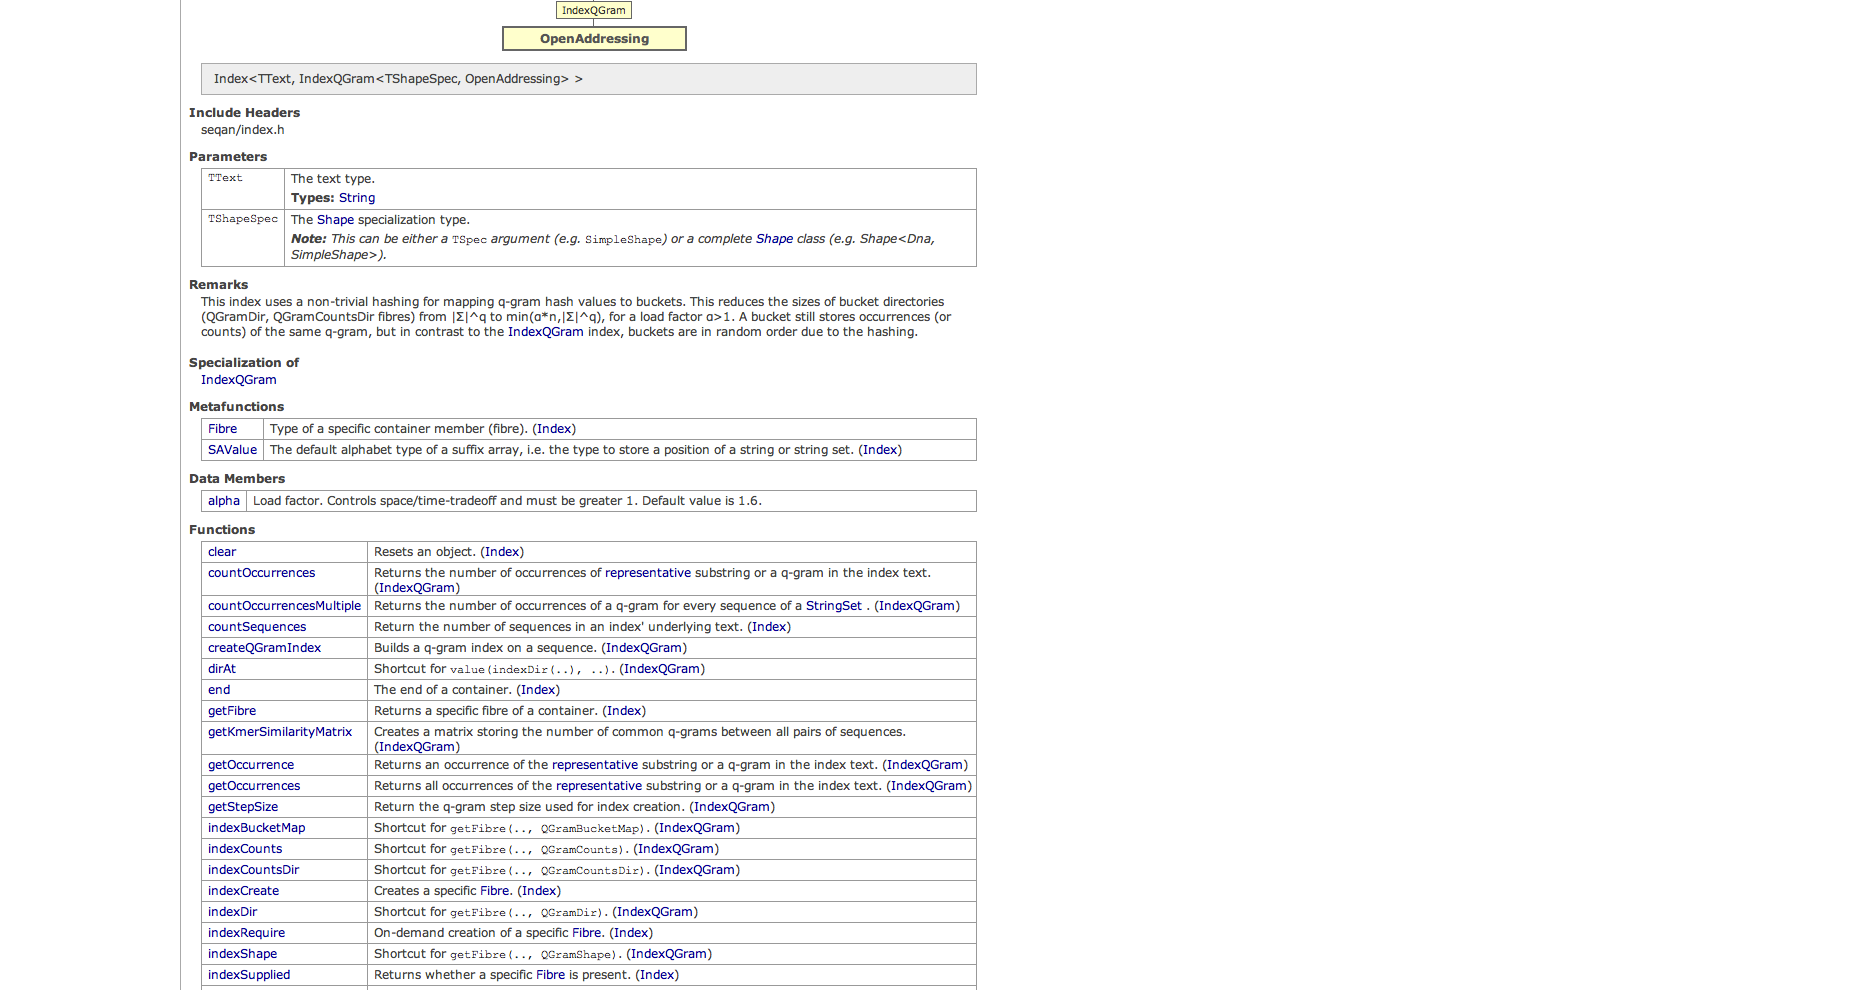 IndexQGram
OpenAddressing
Index<TText, IndexQGram<TShapeSpec, OpenAddressing> >
Include Headers
seqan/index.h
Parameters
TText The text type.
Types: String
TShapeSpec The Shape specialization type.
Note: This can be either a TSpec argument (e.g. SimpleShape) or a complete Shape class (e.g. Shape<Dna,
SimpleShape>).
Remarks
This index uses a non-trivial hashing for mapping q-gram hash values to buckets. This reduces the sizes of bucket directories
(QGramDir, QGramCountsDir fibres) from |Σ|^q to min(α*n,|Σ|^q), for a load factor α>1. A bucket still stores occurrences (or
counts) of the same q-gram, but in contrast to the IndexQGram index, buckets are in random order due to the hashing.
Specialization of
IndexQGram
Metafunctions
Fibre Type of a specific container member (fibre). (Index)
SAValue The default alphabet type of a suffix array, i.e. the type to store a position of a string or string set. (Index)
Data Members
alpha Load factor. Controls space/time-tradeoff and must be greater 1. Default value is 1.6.
Functions
clear Resets an object. (Index)
countOccurrences Returns the number of occurrences of representative substring or a q-gram in the index text.
(IndexQGram)
countOccurrencesMultiple Returns the number of occurrences of a q-gram for every sequence of a StringSet . (IndexQGram)
countSequences Return the number of sequences in an index' underlying text. (Index)
createQGramIndex Builds a q-gram index on a sequence. (IndexQGram)
dirAt Shortcut for value(indexDir(..), ..). (IndexQGram)
end The end of a container. (Index)
getFibre Returns a specific fibre of a container. (Index)
getKmerSimilarityMatrix Creates a matrix storing the number of common q-grams between all pairs of sequences.
(IndexQGram)
getOccurrence Returns an occurrence of the representative substring or a q-gram in the index text. (IndexQGram)
getOccurrences Returns all occurrences of the representative substring or a q-gram in the index text. (IndexQGram)
getStepSize Return the q-gram step size used for index creation. (IndexQGram)
indexBucketMap Shortcut for getFibre(.., QGramBucketMap). (IndexQGram)
indexCounts Shortcut for getFibre(.., QGramCounts). (IndexQGram)
indexCountsDir Shortcut for getFibre(.., QGramCountsDir). (IndexQGram)
indexCreate Creates a specific Fibre. (Index)
indexDir Shortcut for getFibre(.., QGramDir). (IndexQGram)
indexRequire On-demand creation of a specific Fibre. (Index)
indexShape Shortcut for getFibre(.., QGramShape). (IndexQGram)
indexSupplied Returns whether a specific Fibre is present. (Index)